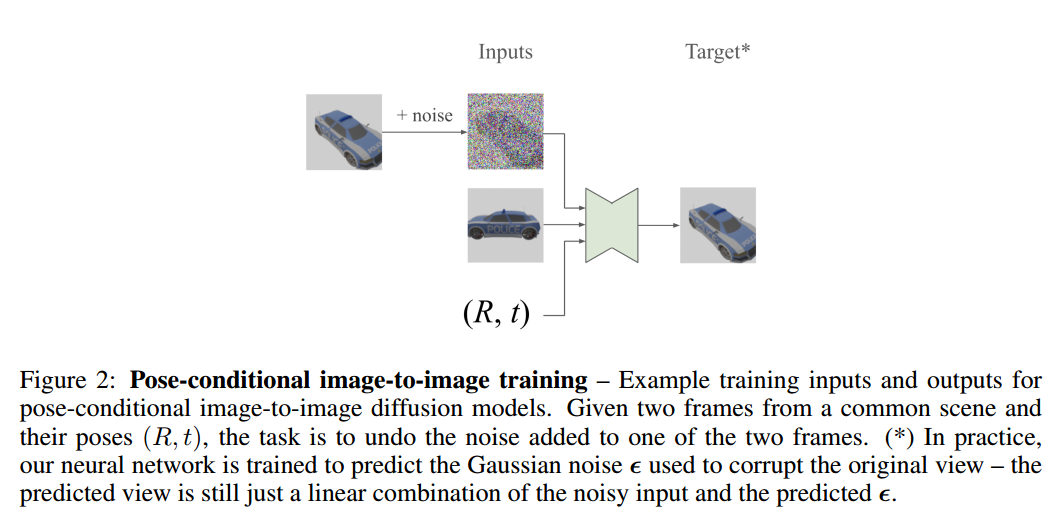 Inputs
Target*
+ noise
POLICE
(R, t)
Figure 2: Pose-conditional image-to-image training – Example training inputs and outputs for
pose-conditional image-to-image diffusion models. Given two frames from a common scene and
their poses (R, t), the task is to undo the noise added to one of the two frames. (*) In practice,
our neural network is trained to predict the Gaussian noise ϵ used to corrupt the original view – the
predicted view is still just a linear combination of the noisy input and the predicted ϵ.